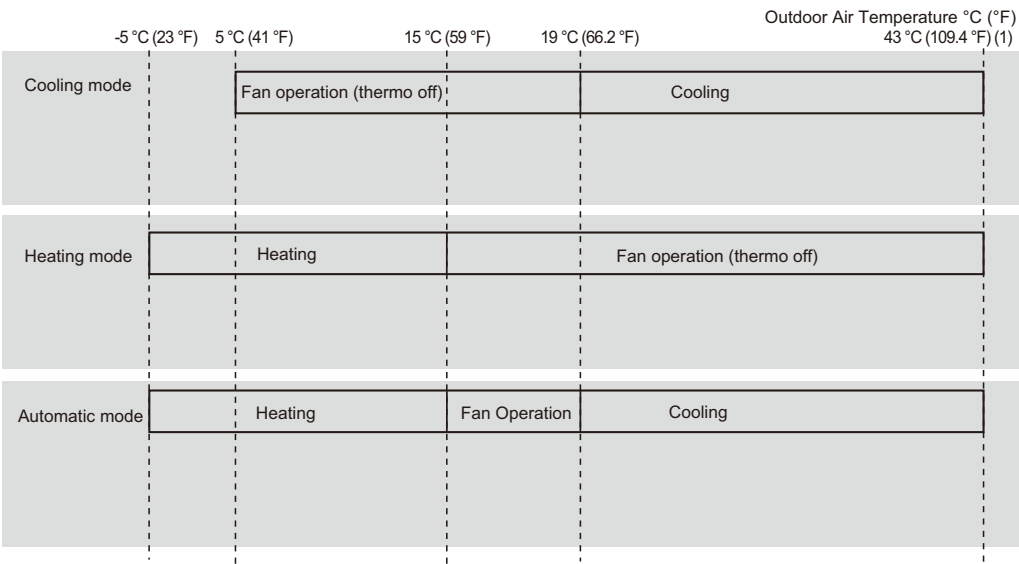 Outdoor Air Temperature °C (°F)
-5 °C (23 °F) 5 °C (41 °F) 15 °C (59 °F) 19 °C (66.2 °F) 43 °C (109.4 °F) (1)
Cooling mode Fan operation (thermo off) Cooling
Heating mode Heating Fan operation (thermo off)
Automatic mode Heating Fan Operation Cooling